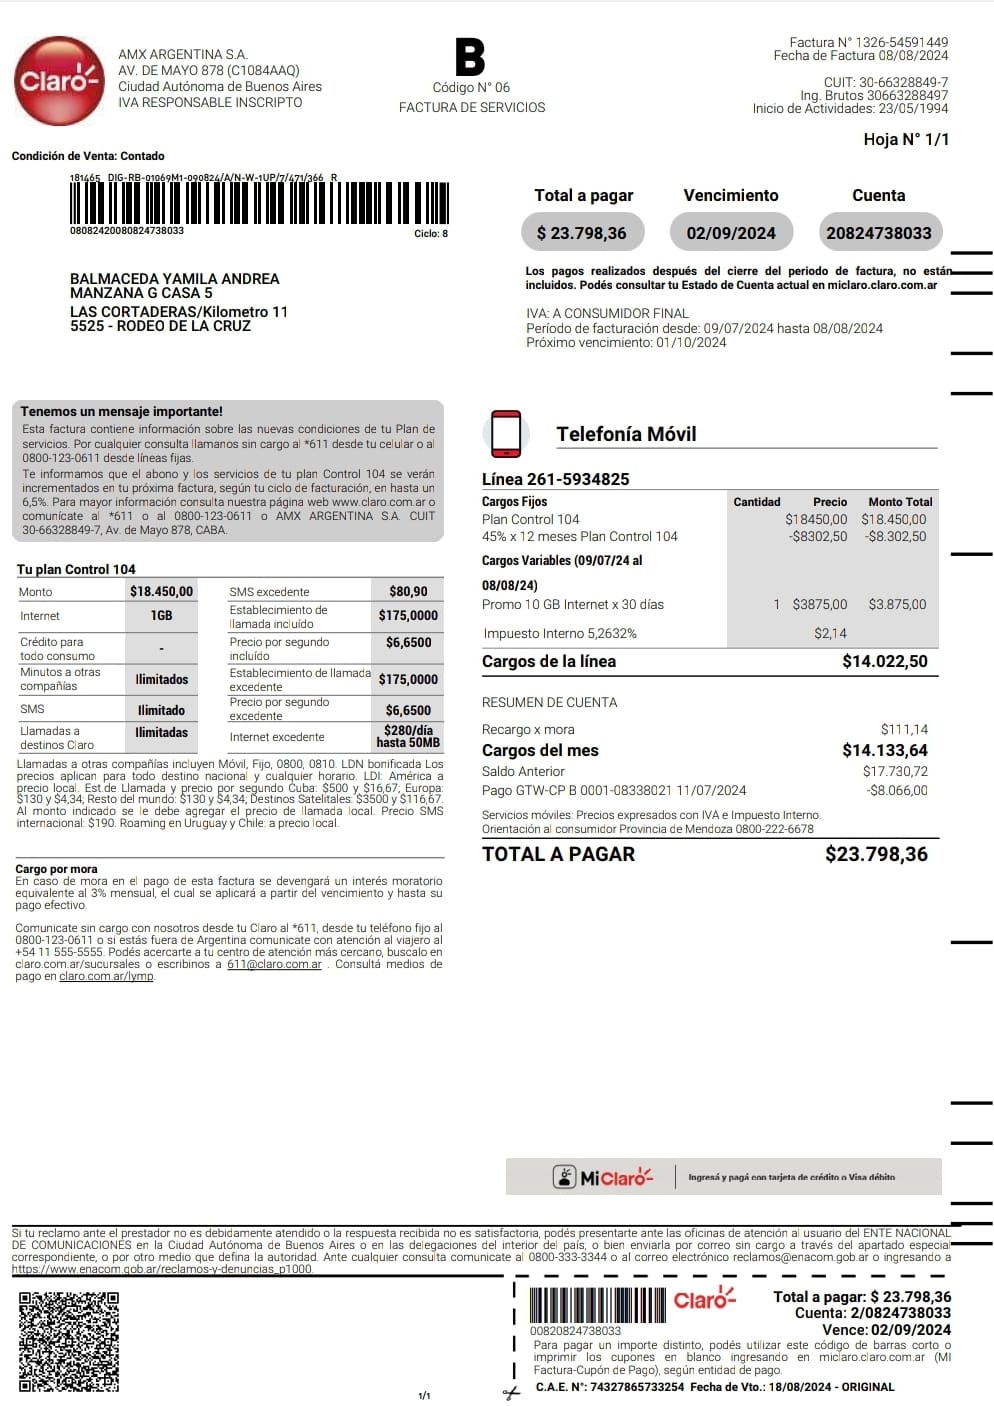 Claro
AMX ARGENTINA S.A.
AV. DE MAYO 878 (C1084AAQ)
Ciudad Autónoma de Buenos Aires
IVA RESPONSABLE INSCRIPTO
B
Código N° 06
FACTURA DE SERVICIOS
Factura N° 1326-54591449
Fecha de Factura 08/08/2024
CUIT: 30-66328849-7
Ing. Brutos 30663288497
Inicio de Actividades: 23/05/1994
Hoja N° 1/1
Condición de Venta: Contado
181465 DIG-RB-01069M1-090824/A/N-W-1UP/7/471/366 R
08082420080824738033
Ciclo: 8
Total a pagar Vencimiento Cuenta
$ 23.798,36 02/09/2024 20824738033
Los pagos realizados después del cierre del periodo de factura, no están
incluidos. Podés consultar tu Estado de Cuenta actual en miclaro.claro.com.ar
BALMACEDA YAMILA ANDREA
MANZANA G CASA 5
LAS CORTADERAS/Kilometro 11
5525 - RODEO DE LA CRUZ
IVA: A CONSUMIDOR FINAL
Período de facturación desde: 09/07/2024 hasta 08/08/2024
Próximo vencimiento: 01/10/2024
Tenemos un mensaje importante!
Esta factura contiene información sobre las nuevas condiciones de tu Plan de
servicios. Por cualquier consulta llamanos sin cargo al *611 desde tu celular o al
0800-123-0611 desde líneas fijas.
Te informamos que el abono y los servicios de tu plan Control 104 se verán
incrementados en tu próxima factura, según tu ciclo de facturación, en hasta un
6,5%. Para mayor información consulta nuestra página web www.claro.com.ar o
comunícate al *611 o al 0800-123-0611 o AMX ARGENTINA S.A. CUIT
30-66328849-7, Av. de Mayo 878, CABA.
Tu plan Control 104
Monto $18.450,00 SMS excedente $80,90
Internet 1GB Establecimiento de llamada incluído $175,0000
Crédito para todo consumo - Precio por segundo incluído $6,6500
Minutos a otras compañías Ilimitados Establecimiento de llamada excedente $175,0000
SMS Ilimitado Precio por segundo excedente $6,6500
Llamadas a destinos Claro Ilimitadas Internet excedente $280/día hasta 50MB
Llamadas a otras compañías incluyen Móvil, Fijo, 0800, 0810. LDN bonificada Los
precios aplican para todo destino nacional y cualquier horario. LDI: América a
precio local. Est.de Llamada y precio por segundo Cuba: $500 y $16,67; Europa:
$130 y $4,34; Resto del mundo: $130 y $4,34; Destinos Satelitales: $3500 y $116,67.
Al monto indicado se le debe agregar el precio de llamada local. Precio SMS
internacional: $190. Roaming en Uruguay y Chile: a precio local.
Cargo por mora
En caso de mora en el pago de esta factura se devengará un interés moratorio
equivalente al 3% mensual, el cual se aplicará a partir del vencimiento y hasta su
pago efectivo.
Comunicate sin cargo con nosotros desde tu Claro al *611, desde tu teléfono fijo al
0800-123-0611 o si estás fuera de Argentina comunicate con atención al viajero al
+54 11 555-5555. Podés acercarte a tu centro de atención más cercano, buscalo en
claro.com.ar/sucursales o escribinos a 611@claro.com.ar . Consultá medios de
pago en claro.com.ar/lymp.
Telefonía Móvil
Línea 261-5934825
Cargos Fijos Cantidad Precio Monto Total
Plan Control 104 $18450,00 $18.450,00
45% x 12 meses Plan Control 104 -$8302,50 -$8.302,50
Cargos Variables (09/07/24 al
08/08/24)
Promo 10 GB Internet x 30 días 1 $3875,00 $3.875,00
Impuesto Interno 5,2632% $2,14
Cargos de la línea $14.022,50
RESUMEN DE CUENTA
Recargo x mora $111,14
Cargos del mes $14.133,64
Saldo Anterior $17.730,72
Pago GTW-CP B 0001-08338021 11/07/2024 -$8.066,00
Servicios móviles: Precios expresados con IVA e Impuesto Interno.
Orientación al consumidor Provincia de Mendoza 0800-222-6678
TOTAL A PAGAR $23.798,36
MiClaro Ingresá y pagá con tarjeta de crédito o Visa débito
Si tu reclamo ante el prestador no es debidamente atendido o la respuesta recibida no es satisfactoria, podés presentarte ante las oficinas de atención al usuario del ENTE NACIONAL
DE COMUNICACIONES en la Ciudad Autónoma de Buenos Aires o en las delegaciones del interior del país, o bien enviarla por correo sin cargo a través del apartado especial
correspondiente, o por otro medio que defina la autoridad. Ante cualquier consulta comunicate al 0800-333-3344 o al correo electrónico reclamos@enacom.gob.ar o ingresando a
https://www.enacom.gob.ar/reclamos-y-denuncias_p1000.
Claro
00820824738033
Total a pagar: $ 23.798,36
Cuenta: 2/0824738033
Vence: 02/09/2024
Para pagar un importe distinto, podés utilizar este código de barras corto o
imprimir los cupones en blanco ingresando en miclaro.claro.com.ar (MI
Factura-Cupón de Pago), según entidad de pago.
C.A.E. N°: 74327865733254 Fecha de Vto.: 18/08/2024 - ORIGINAL
1/1